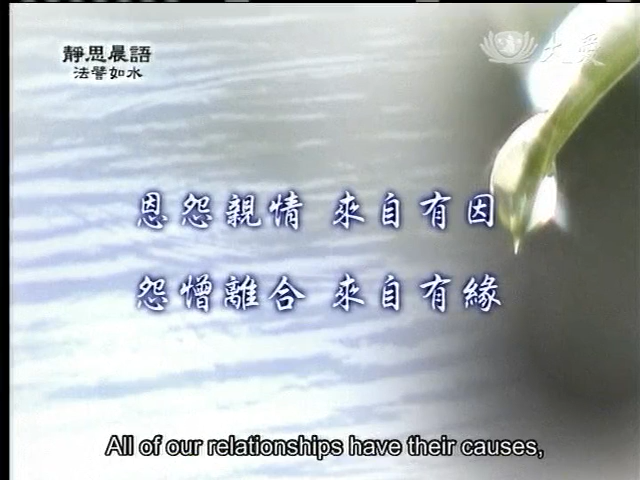 靜思晨語
法譬如水
大愛
恩怨親情 來自有因
怨憎離合 來自有緣
All of our relationships have their causes,